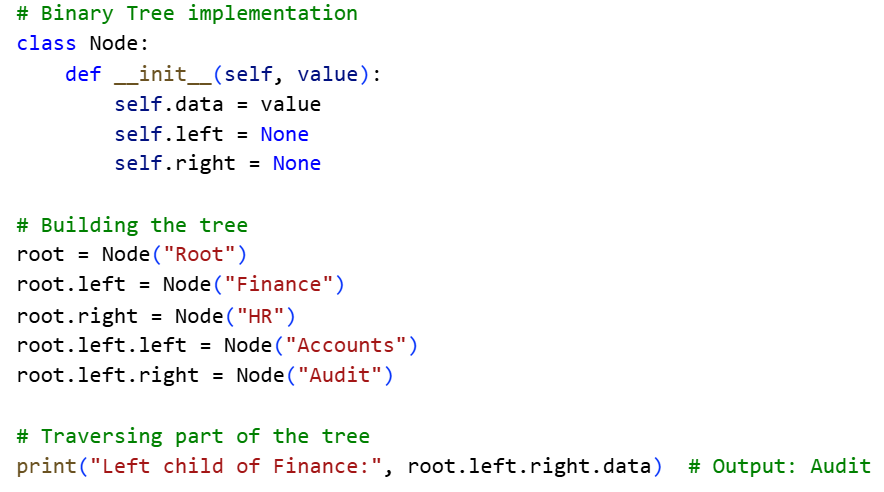 # Binary Tree implementation
class Node:
    def __init__(self, value):
        self.data = value
        self.left = None
        self.right = None

# Building the tree
root = Node("Root")
root.left = Node("Finance")
root.right = Node("HR")
root.left.left = Node("Accounts")
root.left.right = Node("Audit")

# Traversing part of the tree
print("Left child of Finance:", root.left.right.data)  # Output: Audit